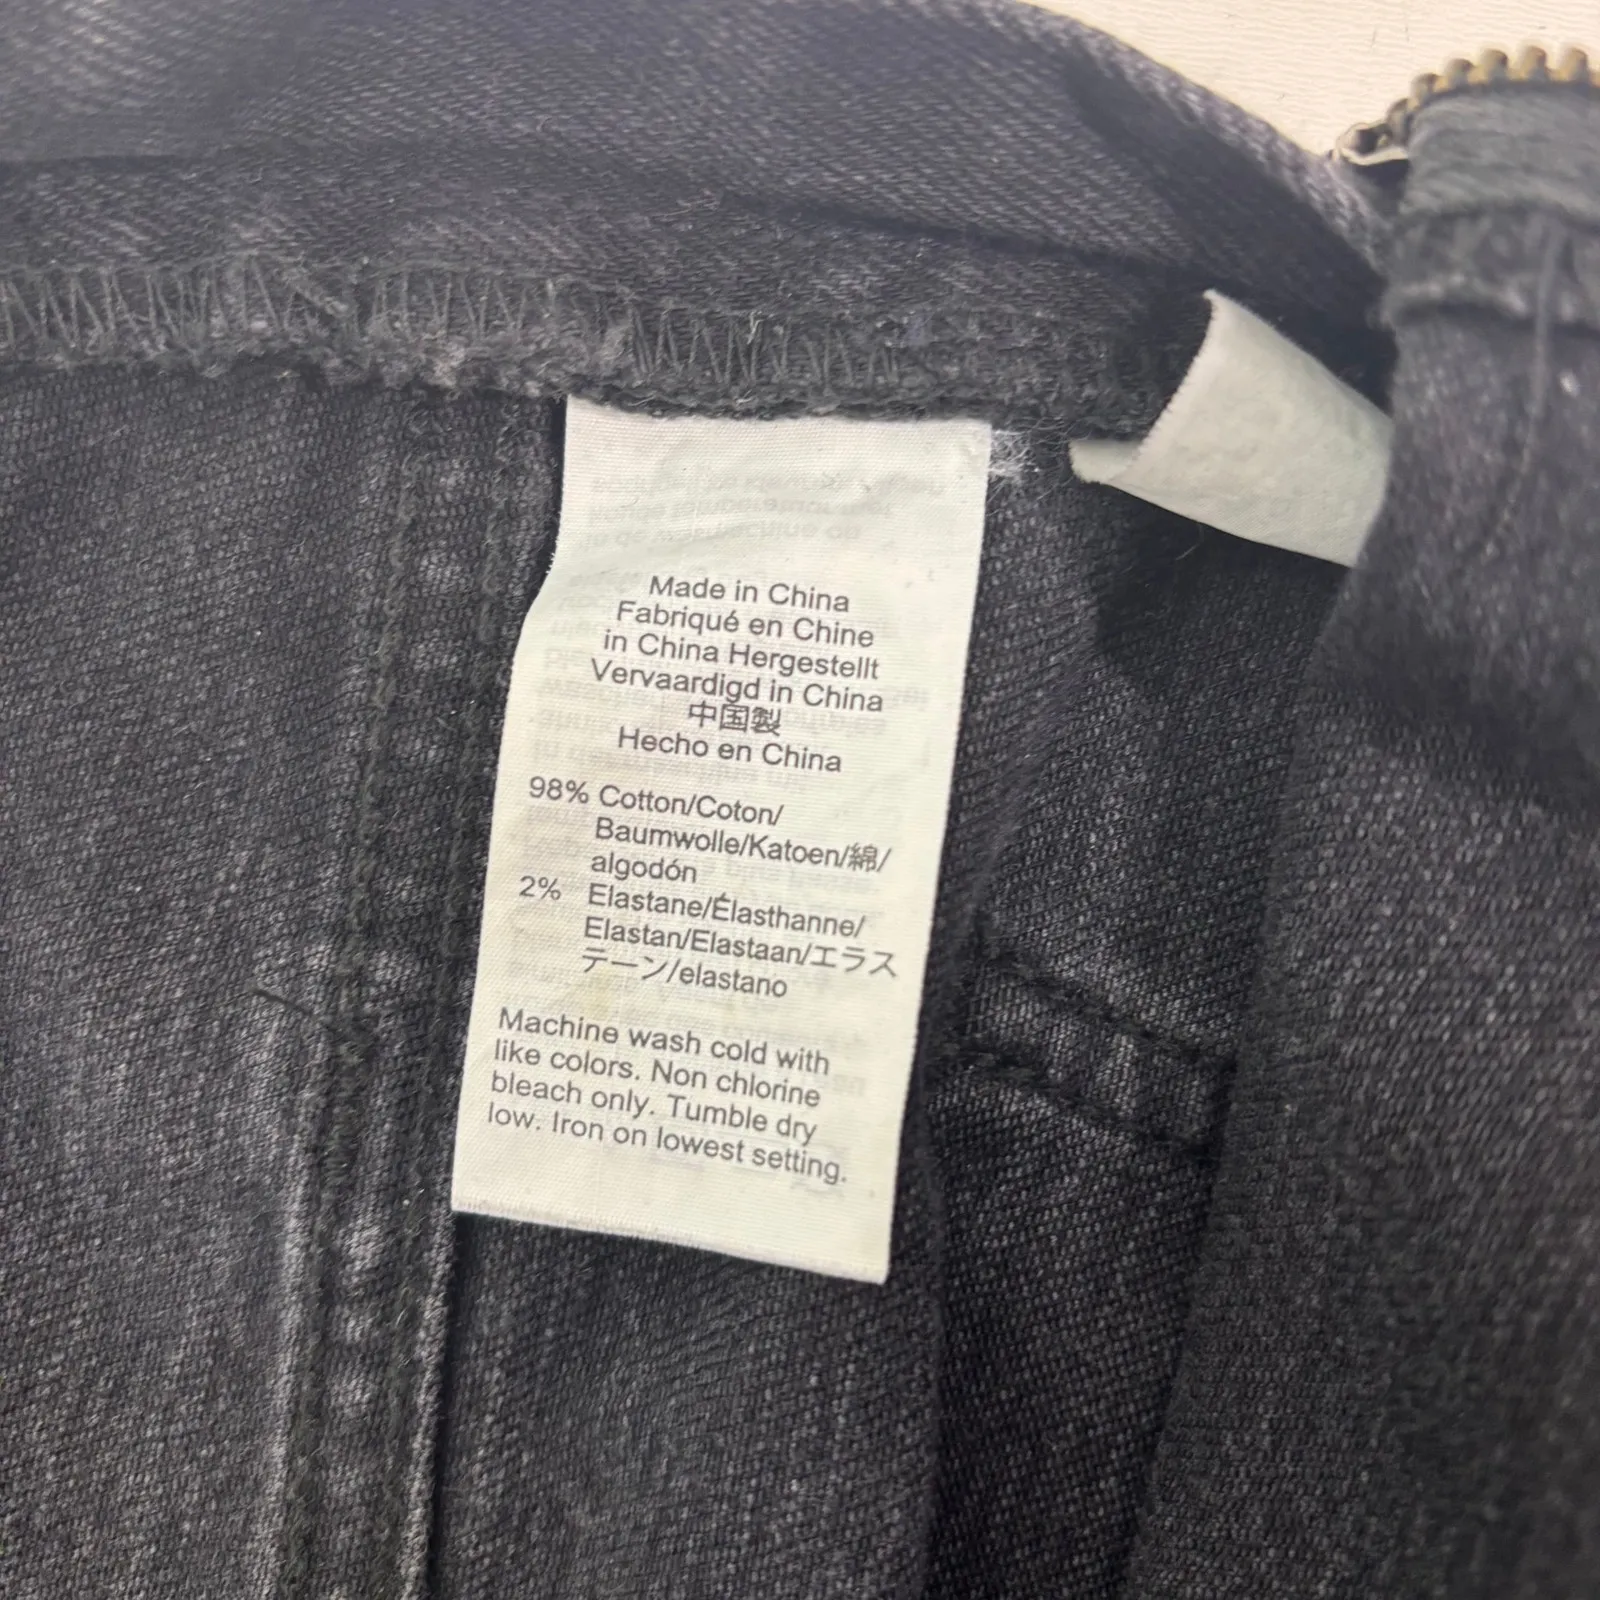 Made in China
Fabriqué en Chine
in China Hergestellt
Vervaardigd in China
中国製
Hecho en China
98% Cotton/Coton/
Baumwolle/Katoen/綿/
algodón
2% Elastane/Élasthanne/
Elastan/Elastaan/エラス
テーン/elastano
Machine wash cold with
like colors. Non chlorine
bleach only. Tumble dry
low. Iron on lowest setting.